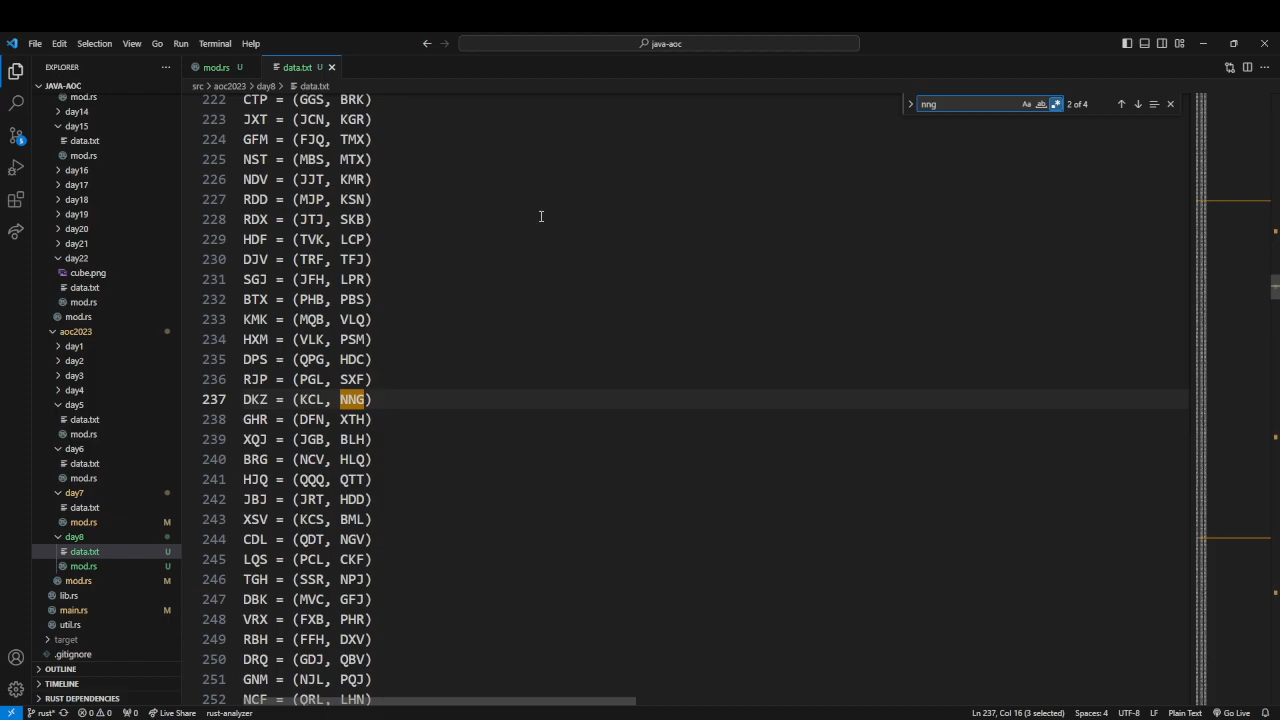 File Edit Selection View Go Run Terminal Help
java-aoc
EXPLORER
mod.rs U
data.txt U
JAVA-AOC
src > aoc2023 > day8 > data.txt
nng
Aa ab 2 of 4
mod.rs
day14
day15
data.txt
mod.rs
day16
day17
day18
day19
day20
day21
day22
cube.png
data.txt
mod.rs
mod.rs
aoc2023
day1
day2
day3
day4
day5
data.txt
mod.rs
day6
data.txt
mod.rs
day7
data.txt
mod.rs M
day8
data.txt U
mod.rs U
mod.rs M
lib.rs
main.rs M
util.rs
target
.gitignore
OUTLINE
TIMELINE
RUST DEPENDENCIES
222 CTP = (GGS, BRK)
223 JXT = (JCN, KGR)
224 GFM = (FJQ, TMX)
225 NST = (MBS, MTX)
226 NDV = (JJT, KMR)
227 RDD = (MJP, KSN)
228 RDX = (JTJ, SKB)
229 HDF = (TVK, LCP)
230 DJV = (TRF, TFJ)
231 SGJ = (JFH, LPR)
232 BTX = (PHB, PBS)
233 KMK = (MQB, VLQ)
234 HXM = (VLK, PSM)
235 DPS = (QPG, HDC)
236 RJP = (PGL, SXF)
237 DKZ = (KCL, NNG)
238 GHR = (DFN, XTH)
239 XQJ = (JGB, BLH)
240 BRG = (NCV, HLQ)
241 HJQ = (QQQ, QTT)
242 JBJ = (JRT, HDD)
243 XSV = (KCS, BML)
244 CDL = (QDT, NGV)
245 LQS = (PCL, CKF)
246 TGH = (SSR, NPJ)
247 DBK = (MVC, GFJ)
248 VRX = (FXB, PHR)
249 RBH = (FFH, DXV)
250 DRQ = (GDJ, QBV)
251 GNM = (NJL, PQJ)
252 NCF = (QRL, LHN)
rust* 0 0 0 Live Share rust-analyzer
Ln 237, Col 16 (3 selected) Spaces: 4 UTF-8 LF Plain Text Go Live